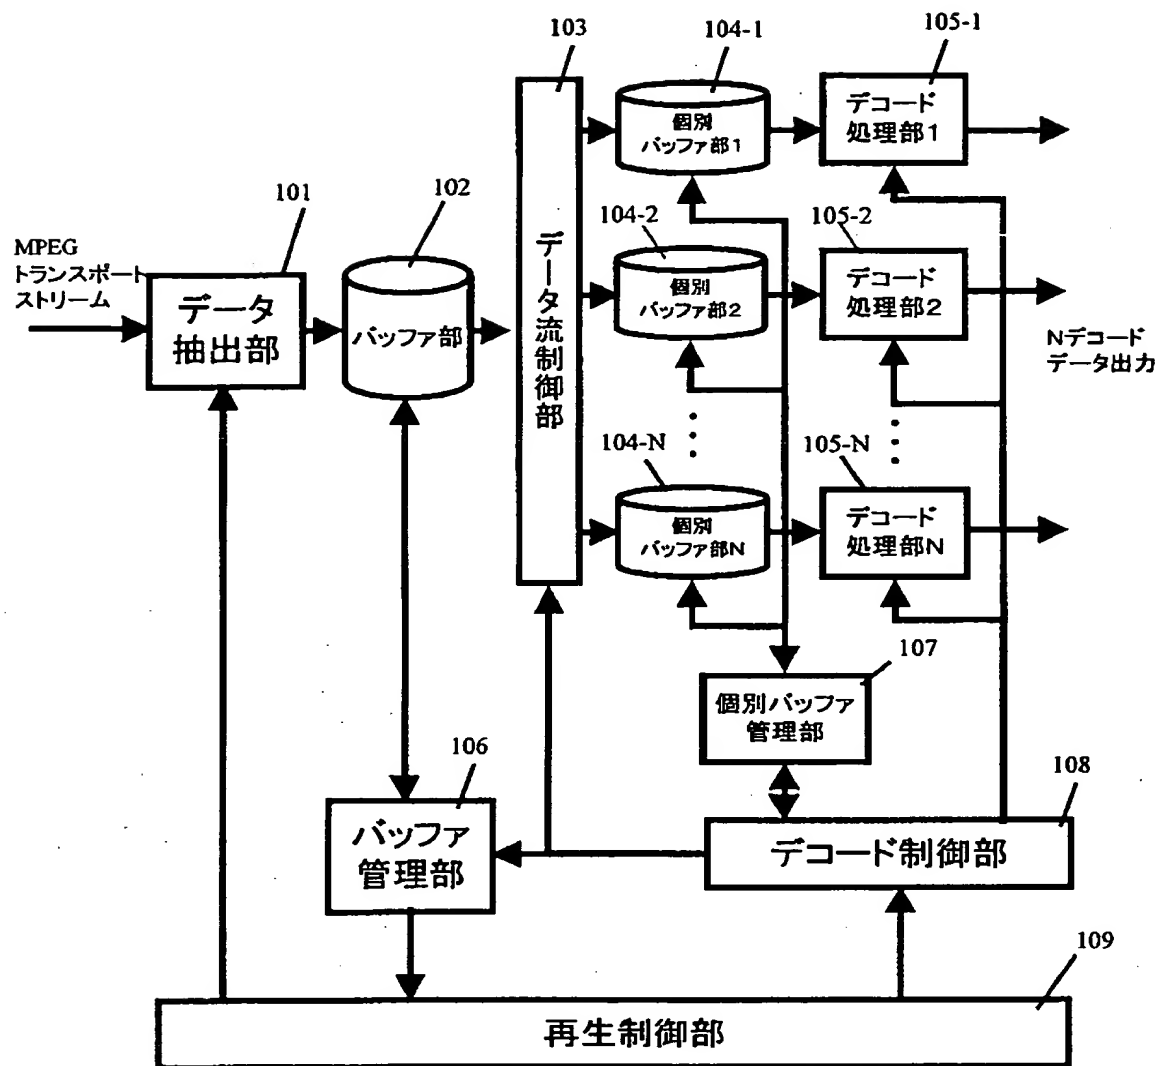 103
104-1
105-1
個別
バッファ部1
デコード
処理部1
101
102
104-2
105-2
MPEG
トランスポート
ストリーム
データ
抽出部
バッファ部
データ流制御部
個別
バッファ部2
デコード
処理部2
Nデコード
データ出力
104-N
105-N
個別
バッファ部N
デコード
処理部N
107
個別バッファ
管理部
106
108
バッファ
管理部
デコード制御部
109
再生制御部